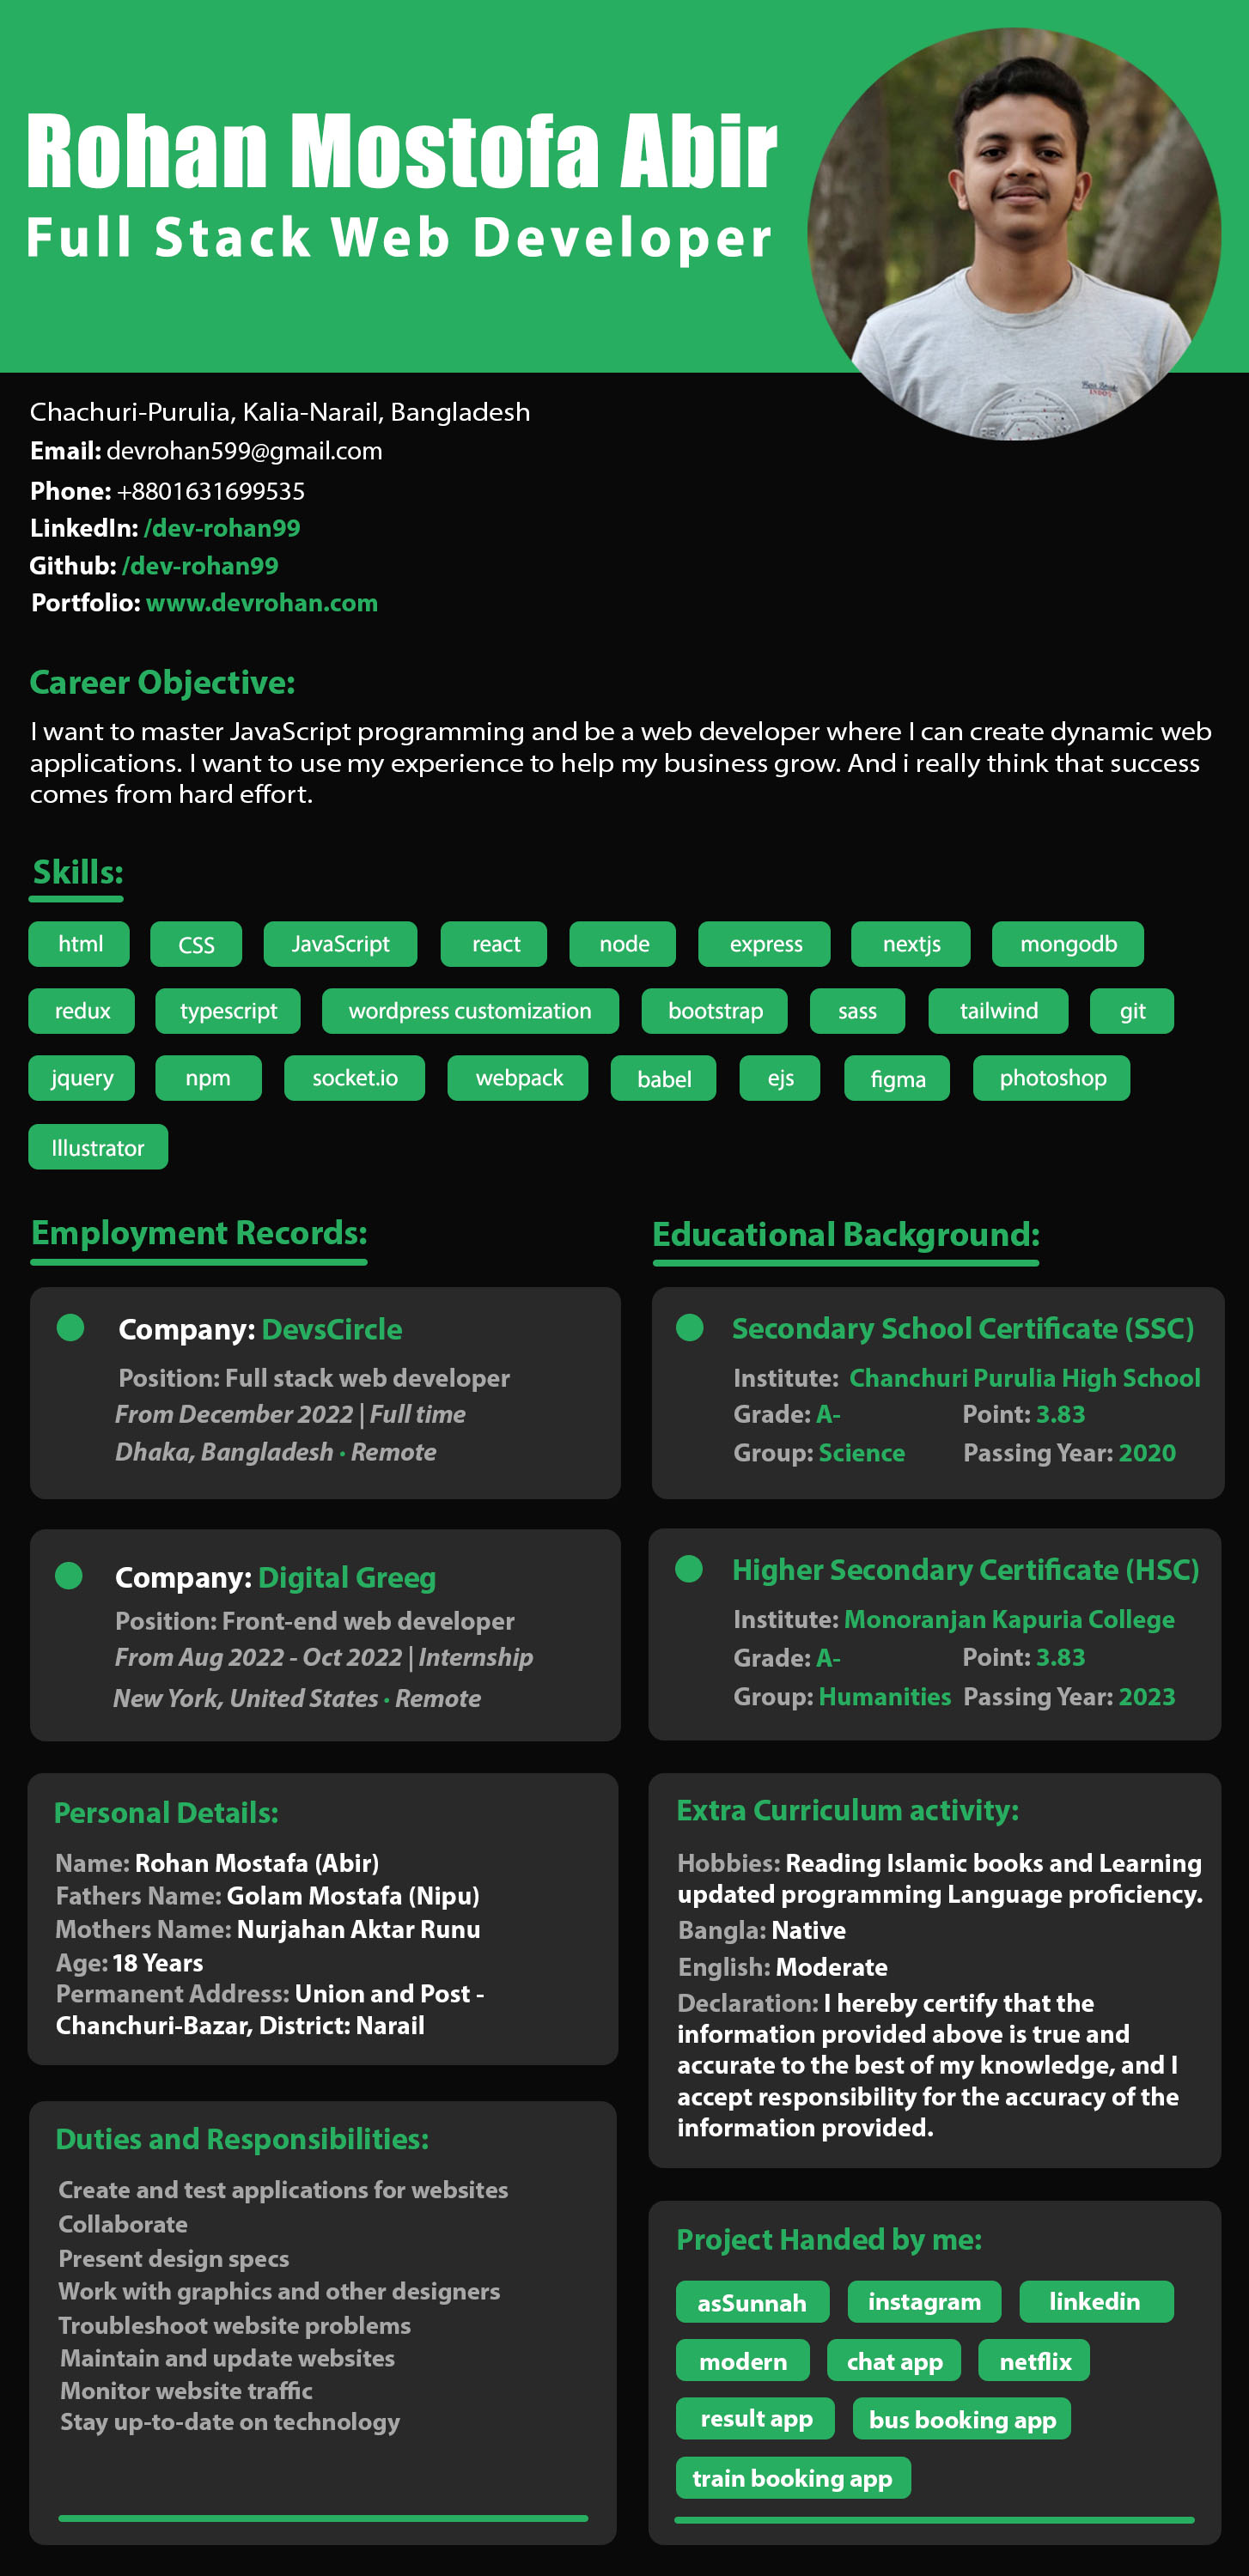 Rohan Mostofa Abir
Full Stack Web Developer
Chachuri-Purulia, Kalia-Narail, Bangladesh
Email: devrohan599@gmail.com
Phone: +8801631699535
LinkedIn: /dev-rohan99
Github: /dev-rohan99
Portfolio: www.devrohan.com
Career Objective:
I want to master JavaScript programming and be a web developer where I can create dynamic web
applications. I want to use my experience to help my business grow. And i really think that success
comes from hard effort.
Skills:
html CSS JavaScript react node express nextjs mongodb
redux typescript wordpress customization bootstrap sass tailwind git
jquery npm socket.io webpack babel ejs figma photoshop
Illustrator
Employment Records:
Company: DevsCircle
Position: Full stack web developer
From December 2022 | Full time
Dhaka, Bangladesh · Remote
Company: Digital Greeg
Position: Front-end web developer
From Aug 2022 - Oct 2022 | Internship
New York, United States · Remote
Educational Background:
Secondary School Certificate (SSC)
Institute: Chanchuri Purulia High School
Grade: A- Point: 3.83
Group: Science Passing Year: 2020
Higher Secondary Certificate (HSC)
Institute: Monoranjan Kapuria College
Grade: A- Point: 3.83
Group: Humanities Passing Year: 2023
Personal Details:
Name: Rohan Mostafa (Abir)
Fathers Name: Golam Mostafa (Nipu)
Mothers Name: Nurjahan Aktar Runu
Age: 18 Years
Permanent Address: Union and Post -
Chanchuri-Bazar, District: Narail
Extra Curriculum activity:
Hobbies: Reading Islamic books and Learning
updated programming Language proficiency.
Bangla: Native
English: Moderate
Declaration: I hereby certify that the
information provided above is true and
accurate to the best of my knowledge, and I
accept responsibility for the accuracy of the
information provided.
Duties and Responsibilities:
Create and test applications for websites
Collaborate
Present design specs
Work with graphics and other designers
Troubleshoot website problems
Maintain and update websites
Monitor website traffic
Stay up-to-date on technology
Project Handed by me:
asSunnah instagram linkedin
modern chat app netflix
result app bus booking app
train booking app